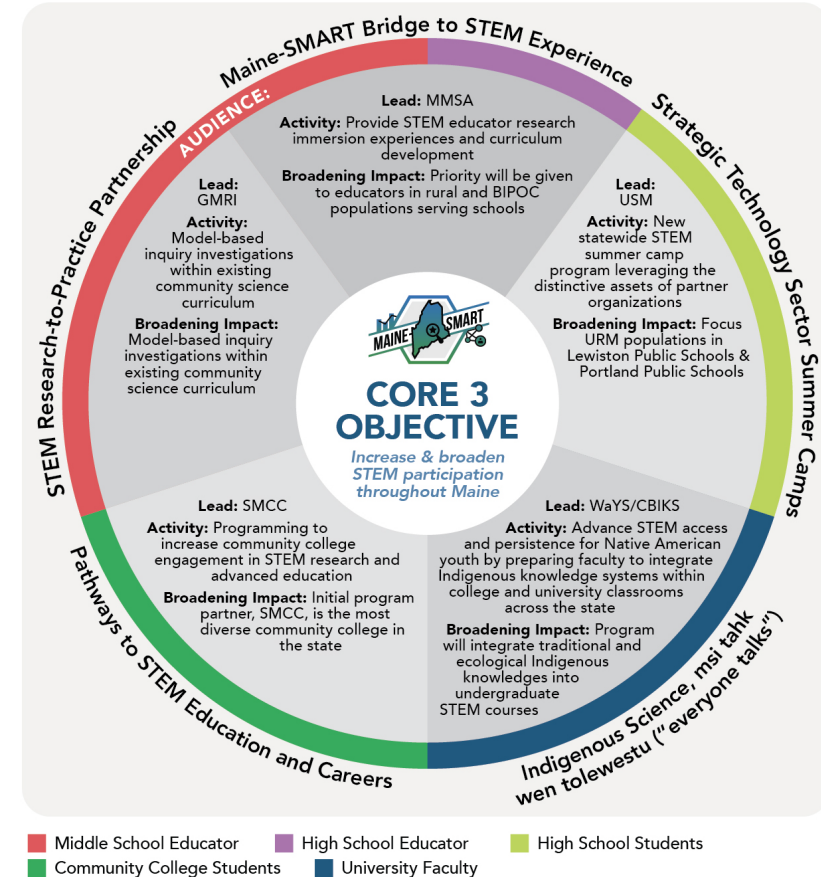 Maine-SMART Bridge to STEM Experience
AUDIENCE:
Lead: MMSA
Activity: Provide STEM educator research
immersion experiences and curriculum
development
Broadening Impact: Priority will be given
to educators in rural and BIPOC
populations serving schools
Strategic Technology Sector Summer Camps
Lead:
USM
Activity: New
statewide STEM
summer camp
program leveraging the
distinctive assets of partner
organizations
Broadening Impact: Focus
URM populations in
Lewiston Public Schools &
Portland Public Schools
Indigenous Science, msi tahk
wen tolewestu ("everyone talks")
Lead: WaYS/CBIKS
Activity: Advance STEM access
and persistence for Native American
youth by preparing faculty to integrate
Indigenous knowledge systems within
college and university classrooms
across the state
Broadening Impact: Program
will integrate traditional and
ecological Indigenous
knowledges into
undergraduate
STEM courses
Pathways to STEM Education and Careers
Lead: SMCC
Activity: Programming to
increase community college
engagement in STEM research and
advanced education
Broadening Impact: Initial program
partner, SMCC, is the most
diverse community college in
the state
STEM Research-to-Practice Partnership
Lead:
GMRI
Activity:
Model-based
inquiry investigations
within existing
community science
curriculum
Broadening Impact:
Model-based inquiry
investigations within
existing community
science curriculum
MAINE-SMART
CORE 3
OBJECTIVE
Increase & broaden
STEM participation
throughout Maine
Middle School Educator
High School Educator
High School Students
Community College Students
University Faculty